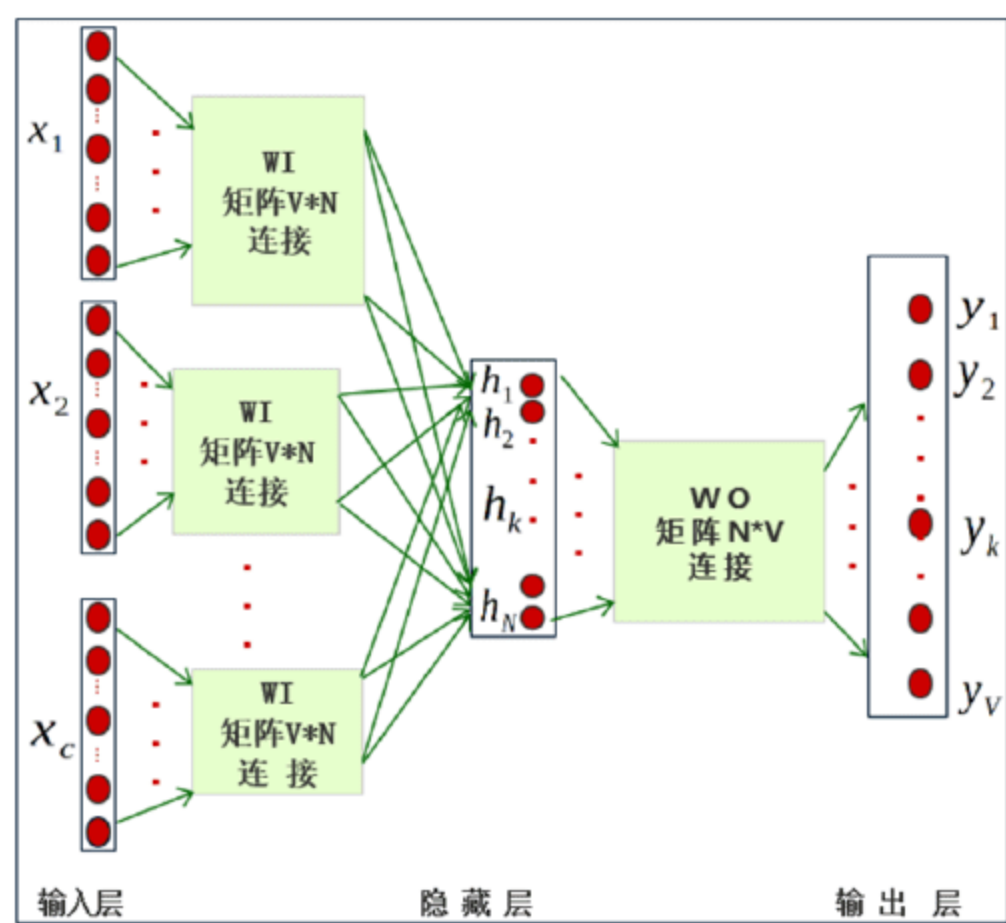 x1
WI
矩阵V*N
连接
x2
WI
矩阵V*N
连接
xc
WI
矩阵V*N
连 接
h1
h2
hk
hN
WO
矩阵N*V
连接
y1
y2
yk
yV
输入层
隐藏层
输出 层